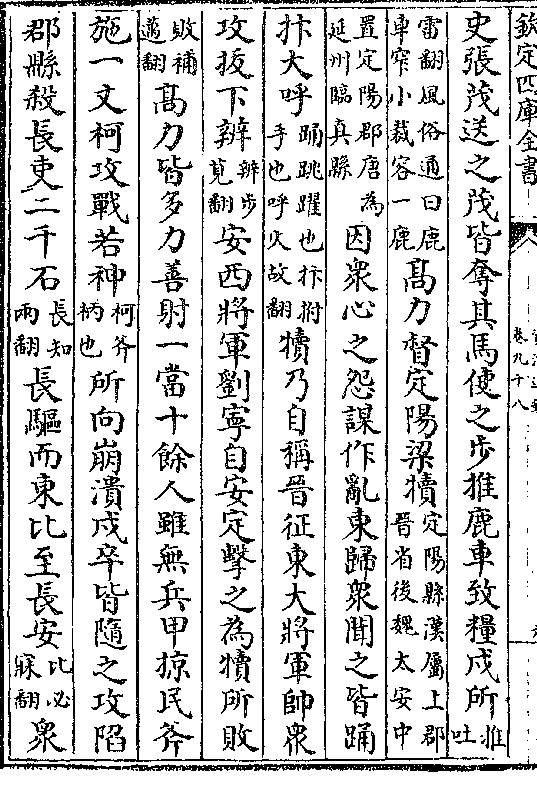 欽定四庫全書
卷九十八
史張茂送之茂皆奪其馬使之步推鹿車致糧戍所推吐
雷翻風俗通曰鹿車窄小裁容一鹿髙力督定陽梁犢定陽縣漢屬上郡晉省後魏太安中
置定陽郡唐為延州臨真縣因衆心之怨謀作亂東歸衆聞之皆踊
抃大呼踊跳躍也抃拊手也呼火故翻犢乃自稱晉征東大將軍帥衆
攻拔下辨辨步莧翻安西將軍劉寧自安定擊之為犢所敗
敗補邁翻髙力皆多力善射一當十餘人雖無兵甲掠民斧
施一丈柯攻戰若神柯斧柄也所向崩潰戍卒皆隨之攻陷
郡縣殺長吏二千石長知兩翻長驅而東比至長安比必寐翻衆